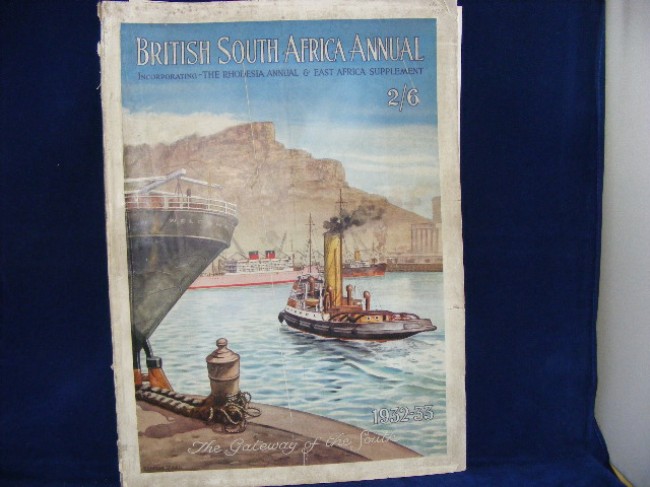 BRITISH SOUTH AFRICA ANNUAL
INCORPORATING - THE RHODESIA ANNUAL & EAST AFRICA SUPPLEMENT
2/6
1932-33
The Gateway of the South